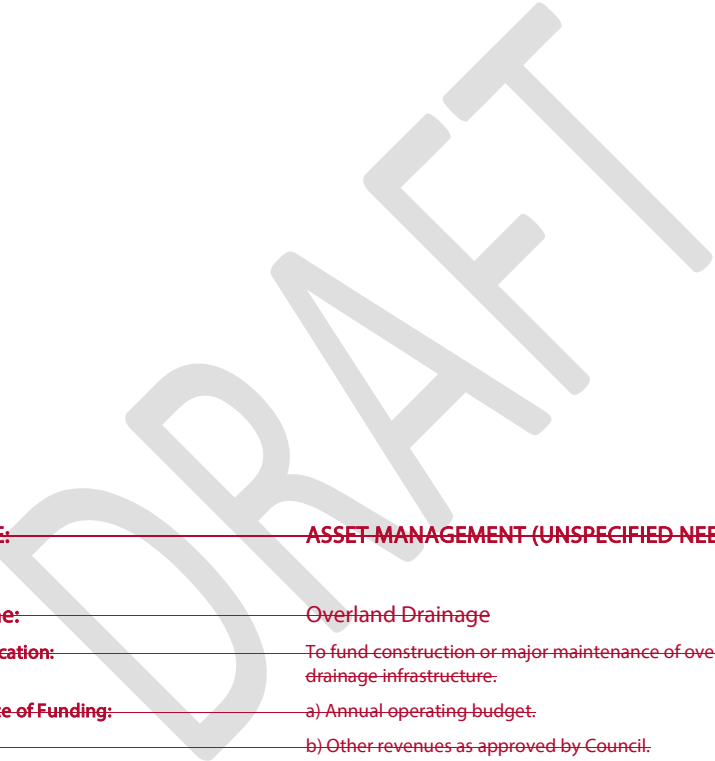 DRAFT
E: ASSET MANAGEMENT (UNSPECIFIED NEE
e: Overland Drainage
cation: To fund construction or major maintenance of ove
drainage infrastructure.
e of Funding: a) Annual operating budget.
b) Other revenues as approved by Council.